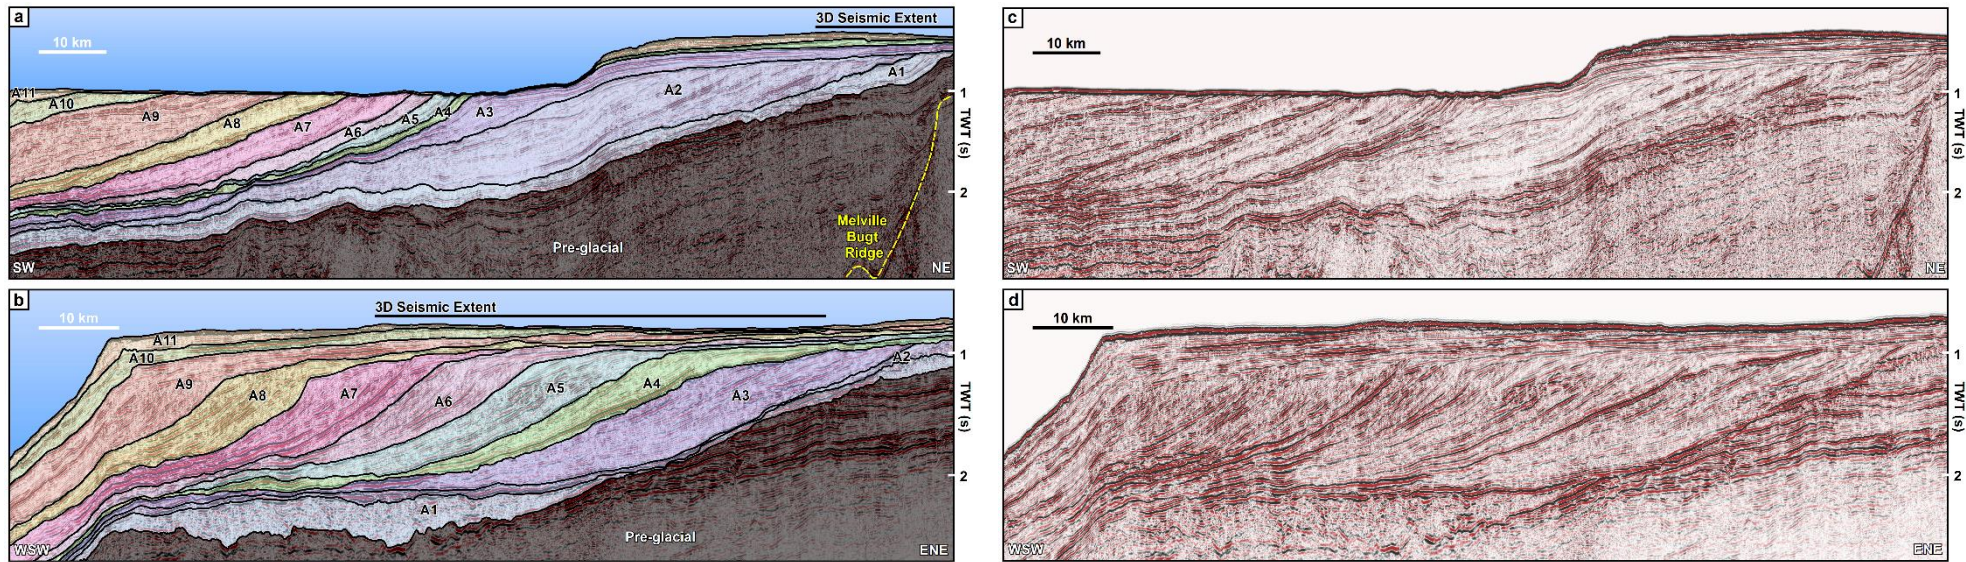 a
3D Seismic Extent
10 km
A1
A11
A10
A2
A9
A8
A7
A6
A5
A4
A3
1
TWT (s)
2
Melville
Bugt
Ridge
Pre-glacial
SW
NE
c
10 km
1
TWT (s)
2
SW
NE
b
3D Seismic Extent
10 km
A11
A10
A9
A8
A7
A6
A5
A4
A3
A2
1
TWT (s)
2
A1
Pre-glacial
WSW
ENE
d
10 km
1
TWT (s)
2
WSW
ENE